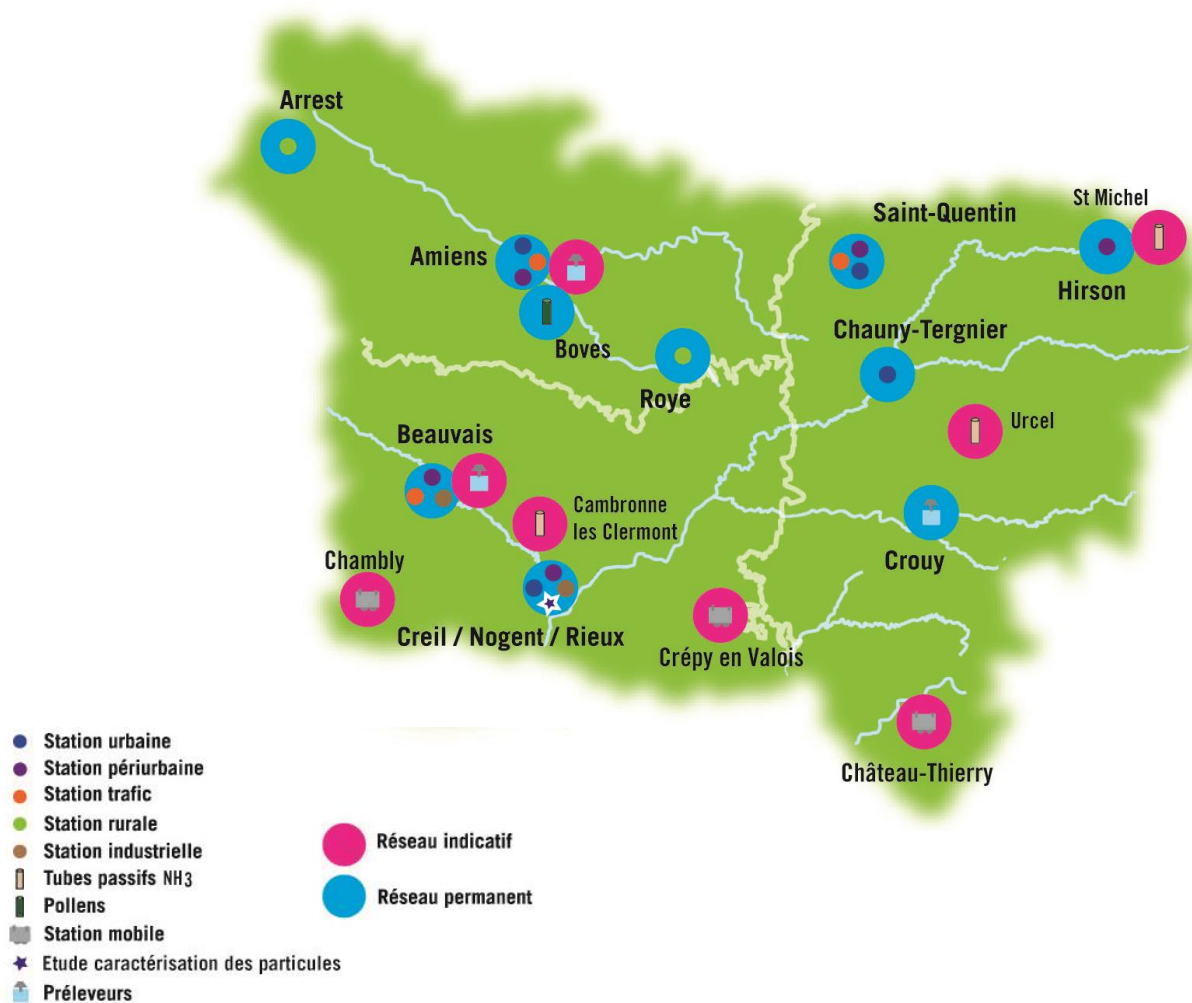 Arrest
Saint-Quentin
St Michel
Amiens
Hirson
Boves
Chauny-Tergnier
Roye
Urcel
Beauvais
Cambronne
les Clermont
Crouy
Chambly
Creil / Nogent / Rieux
Crépy en Valois
Château-Thierry
Station urbaine
Station périurbaine
Station trafic
Station rurale
Station industrielle
Tubes passifs NH3
Pollens
Station mobile
Etude caractérisation des particules
Préleveurs
Réseau indicatif
Réseau permanent